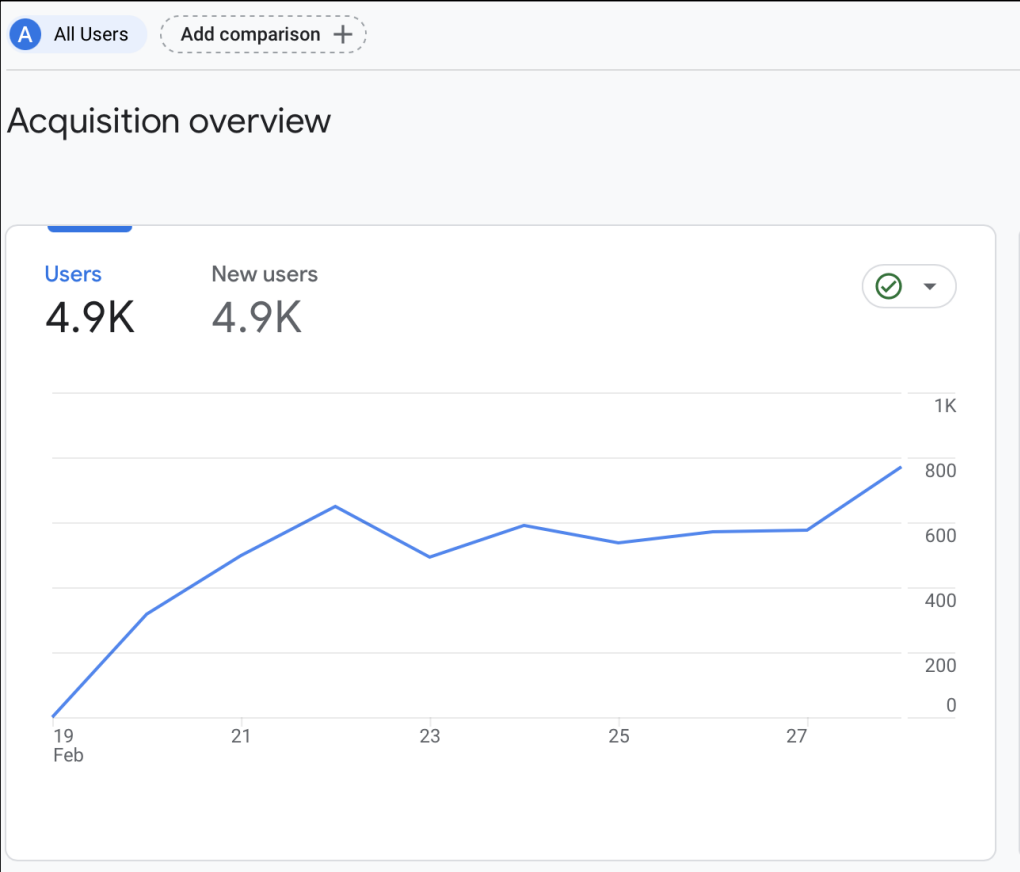 A All Users Add comparison +
Acquisition overview
Users New users
4.9K 4.9K
1K
800
600
400
200
0
19 21 23 25 27
Feb